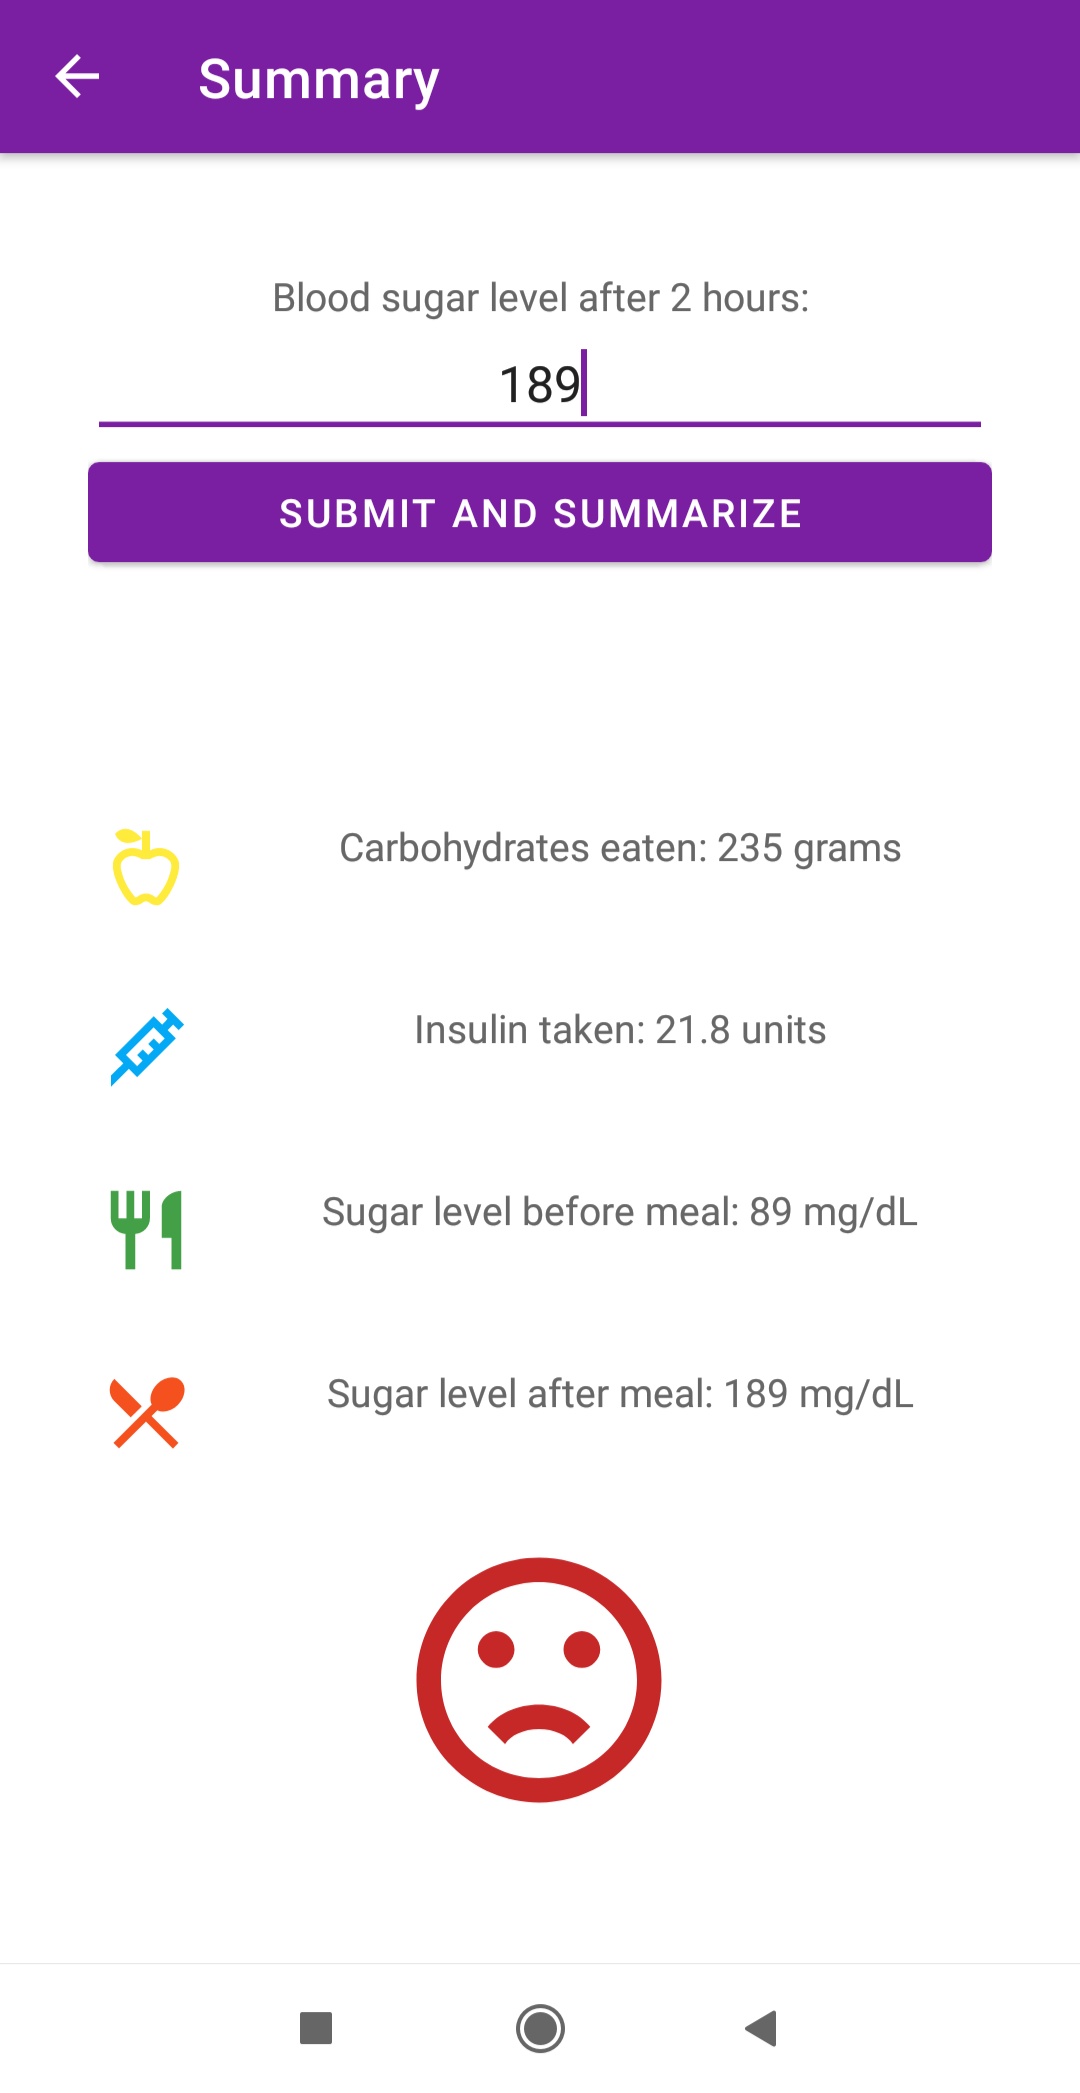 Summary
Blood sugar level after 2 hours:
189
SUBMIT AND SUMMARIZE
Carbohydrates eaten: 235 grams
Insulin taken: 21.8 units
Sugar level before meal: 89 mg/dL
Sugar level after meal: 189 mg/dL